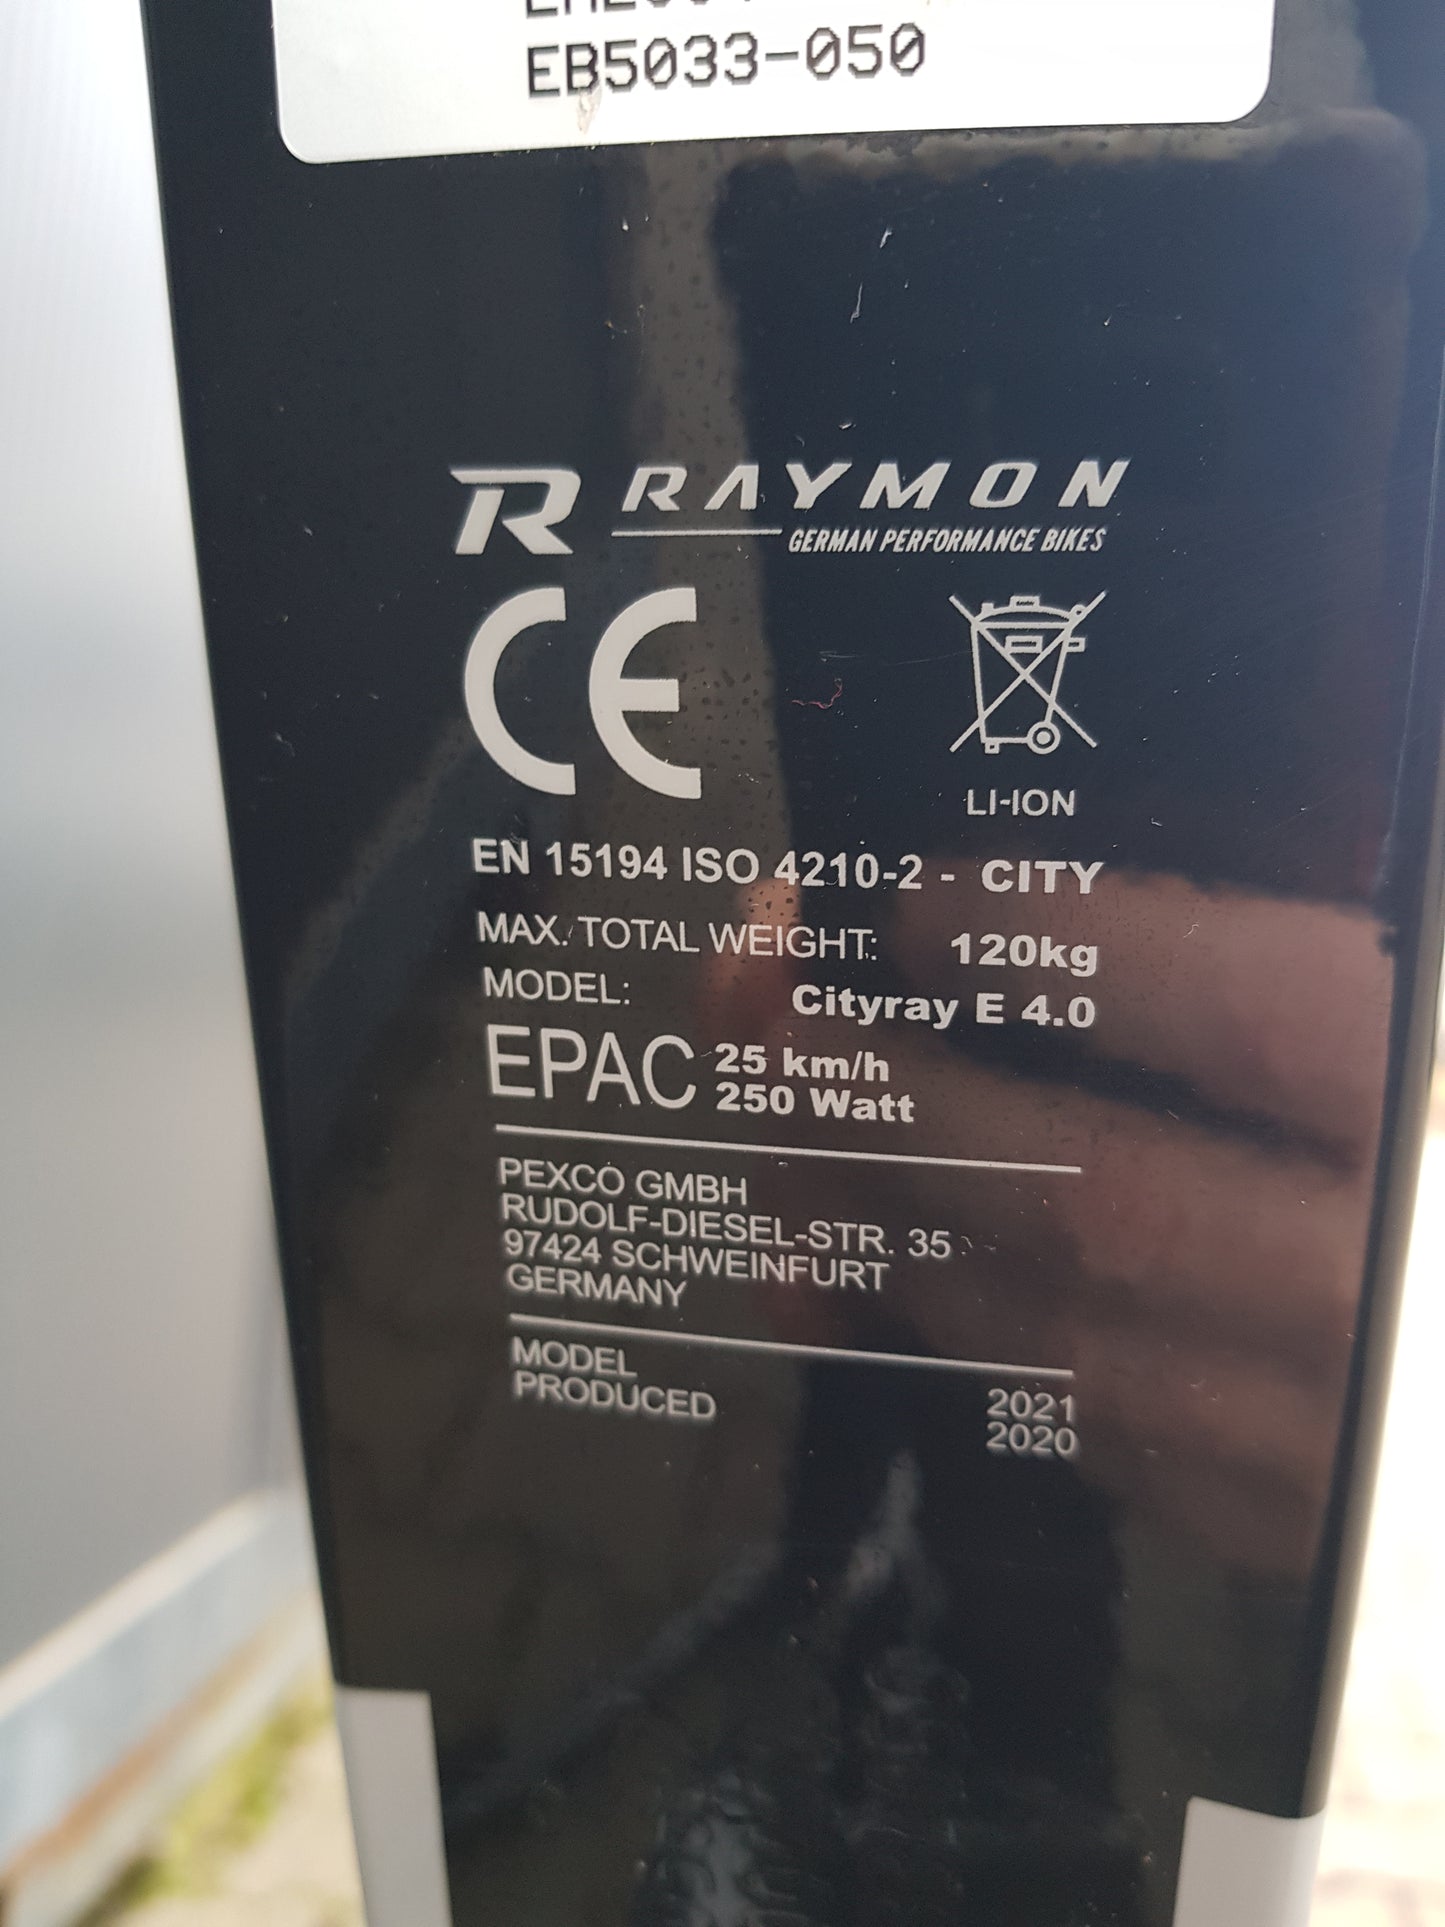 EB5033-050
R RAYMON
GERMAN PERFORMANCE BIKES
CE
LI-ION
EN 15194 ISO 4210-2 - CITY
MAX. TOTAL WEIGHT: 120kg
MODEL: Cityray E 4.0
EPAC 25 km/h
250 Watt
PEXCO GMBH
RUDOLF-DIESEL-STR. 35
97424 SCHWEINFURT
GERMANY
MODEL 2021
PRODUCED 2020